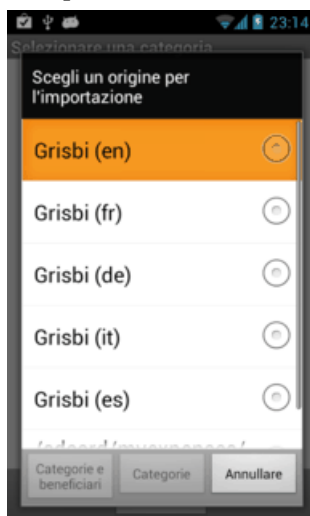 23:14
Selezionare una categoria
Scegli un origine per
l'importazione
Grisbi (en)
Grisbi (fr)
Grisbi (de)
Grisbi (it)
Grisbi (es)
Categorie e
beneficiari
Categorie
Annullare